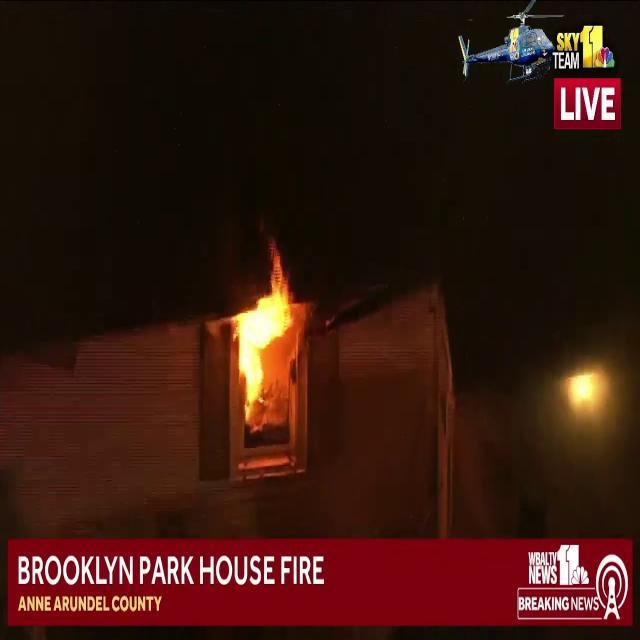 SKY
TEAM 11
LIVE
BROOKLYN PARK HOUSE FIRE
ANNE ARUNDEL COUNTY
WBALTV
NEWS 11
BREAKING NEWS